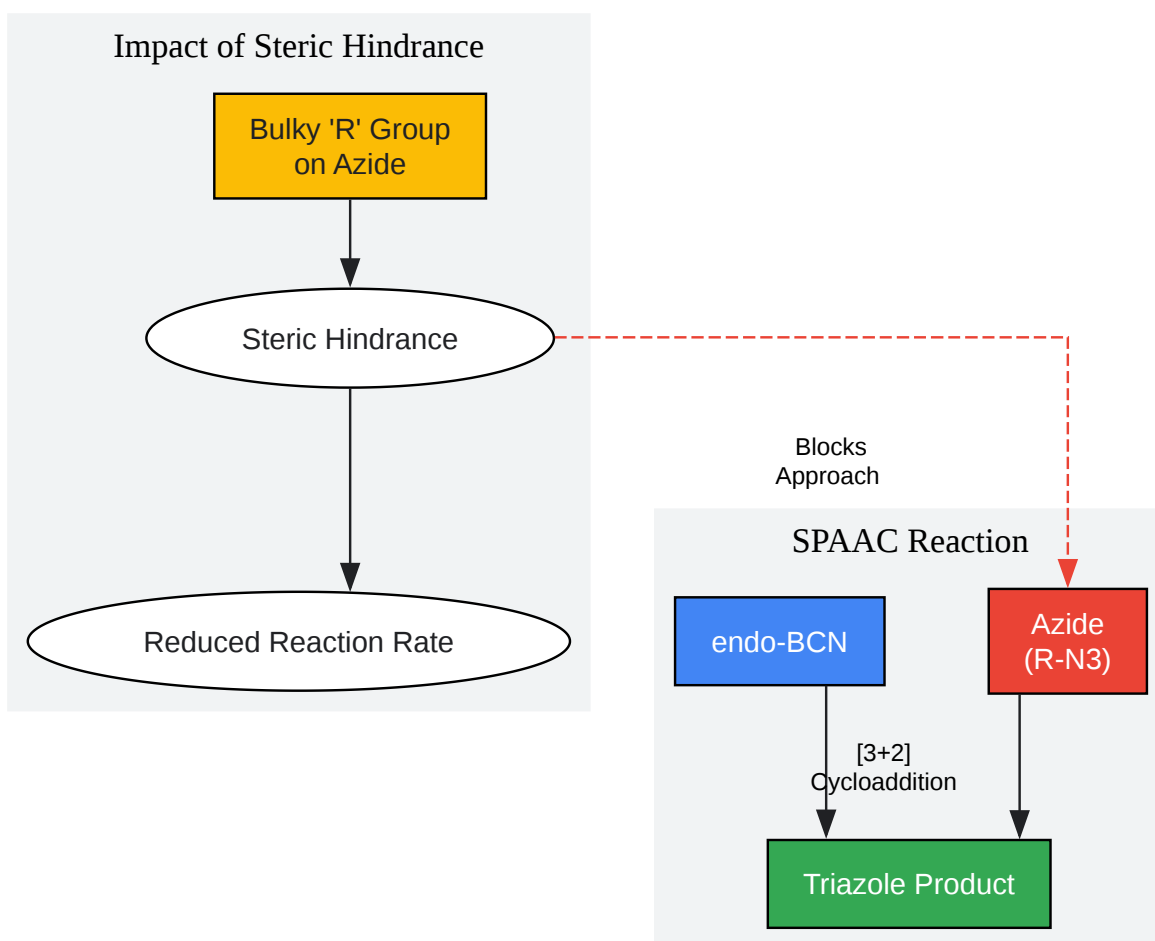 Impact of Steric Hindrance
Bulky 'R' Group
on Azide
Steric Hindrance
Reduced Reaction Rate
Blocks
Approach
SPAAC Reaction
endo-BCN
Azide
(R-N3)
[3+2]
Cycloaddition
Triazole Product